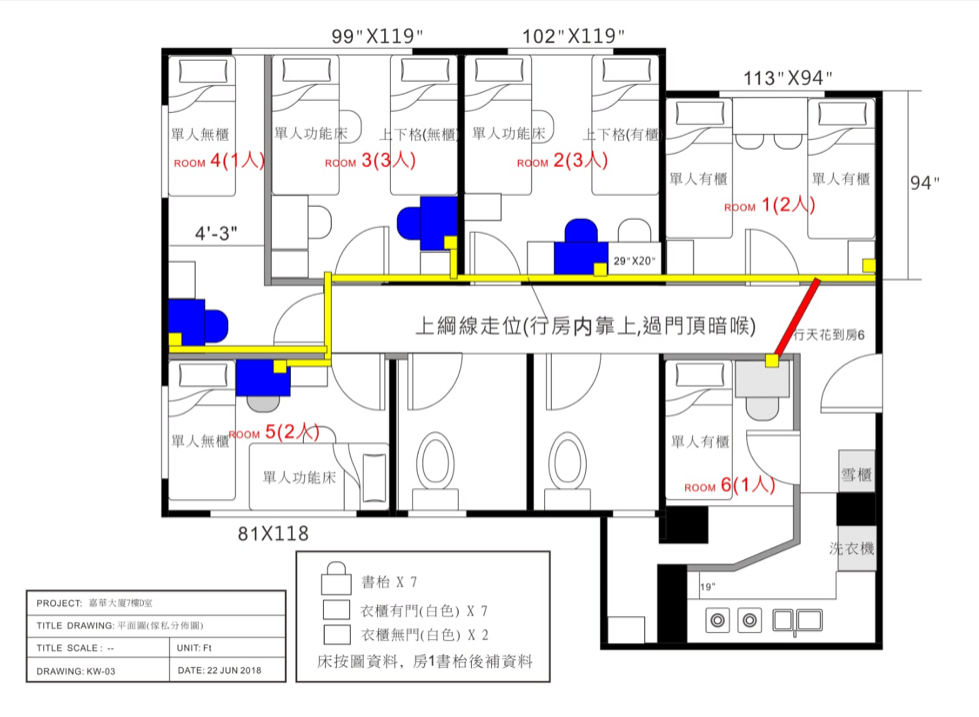 99"X119"
102"X119"
113"X94"
單人無櫃
單人功能床
上下格(無櫃)
單人功能床
上下格(有櫃)
ROOM 4(1人)
ROOM 3(3人)
ROOM 2(3人)
單人有櫃
單人有櫃
94"
ROOM 1(2人)
4'-3"
29"X20"
上網線走位(行房内靠上,過門頂暗喉)
行天花到房6
單人無櫃
ROOM 5(2人)
單人有櫃
單人功能床
雪櫃
ROOM 6(1人)
81X118
洗衣機
19"
書枱 X 7
衣櫃有門(白色) X 7
衣櫃無門(白色) X 2
床按圖資料, 房1書枱後補資料
PROJECT: 嘉華大廈7樓D室
TITLE DRAWING: 平面圖(傢私分佈圖)
TITLE SCALE : --
UNIT: Ft
DRAWING: KW-03
DATE: 22 JUN 2018